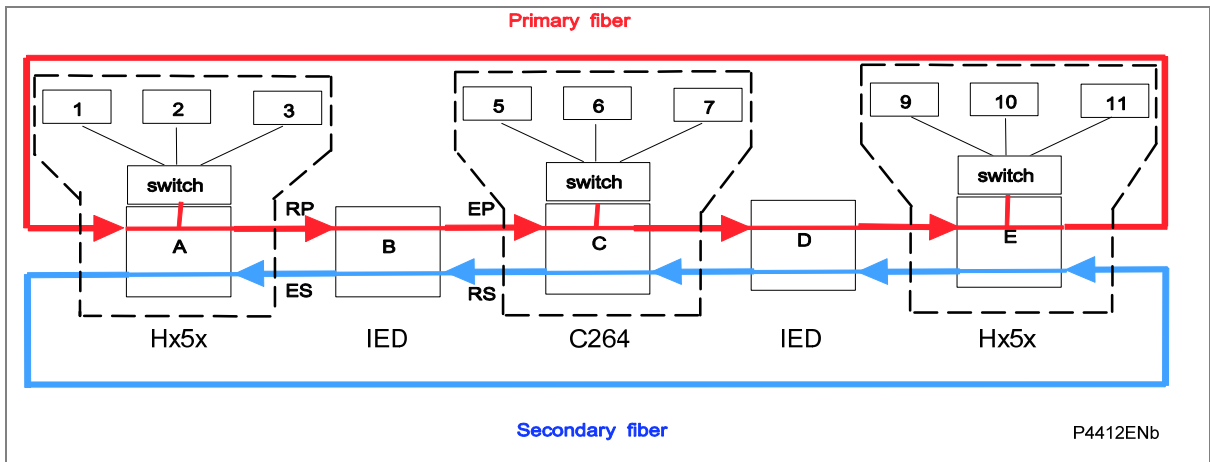 Primary fiber
1 2 3 5 6 7 9 10 11
switch switch switch
RP EP
A B C D E
ES RS
Hx5x IED C264 IED Hx5x
Secondary fiber
P4412ENb